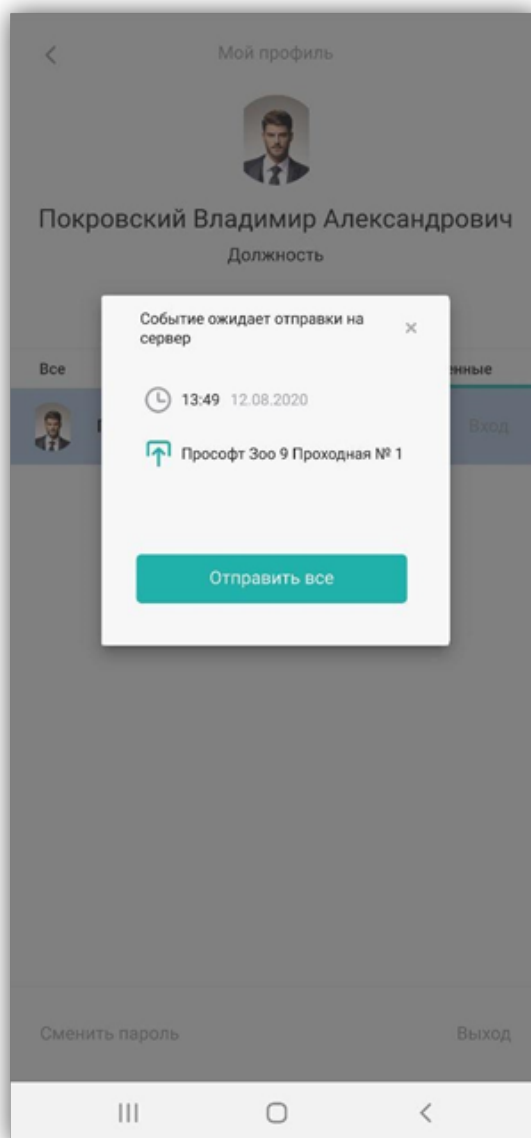 Мой профиль
Покровский Владимир Александрович
Должность
Событие ожидает отправки на
сервер
Все
13:49 12.08.2020
Вход
Прософт Зоо 9 Проходная № 1
Отправить все
Сменить пароль
Выход